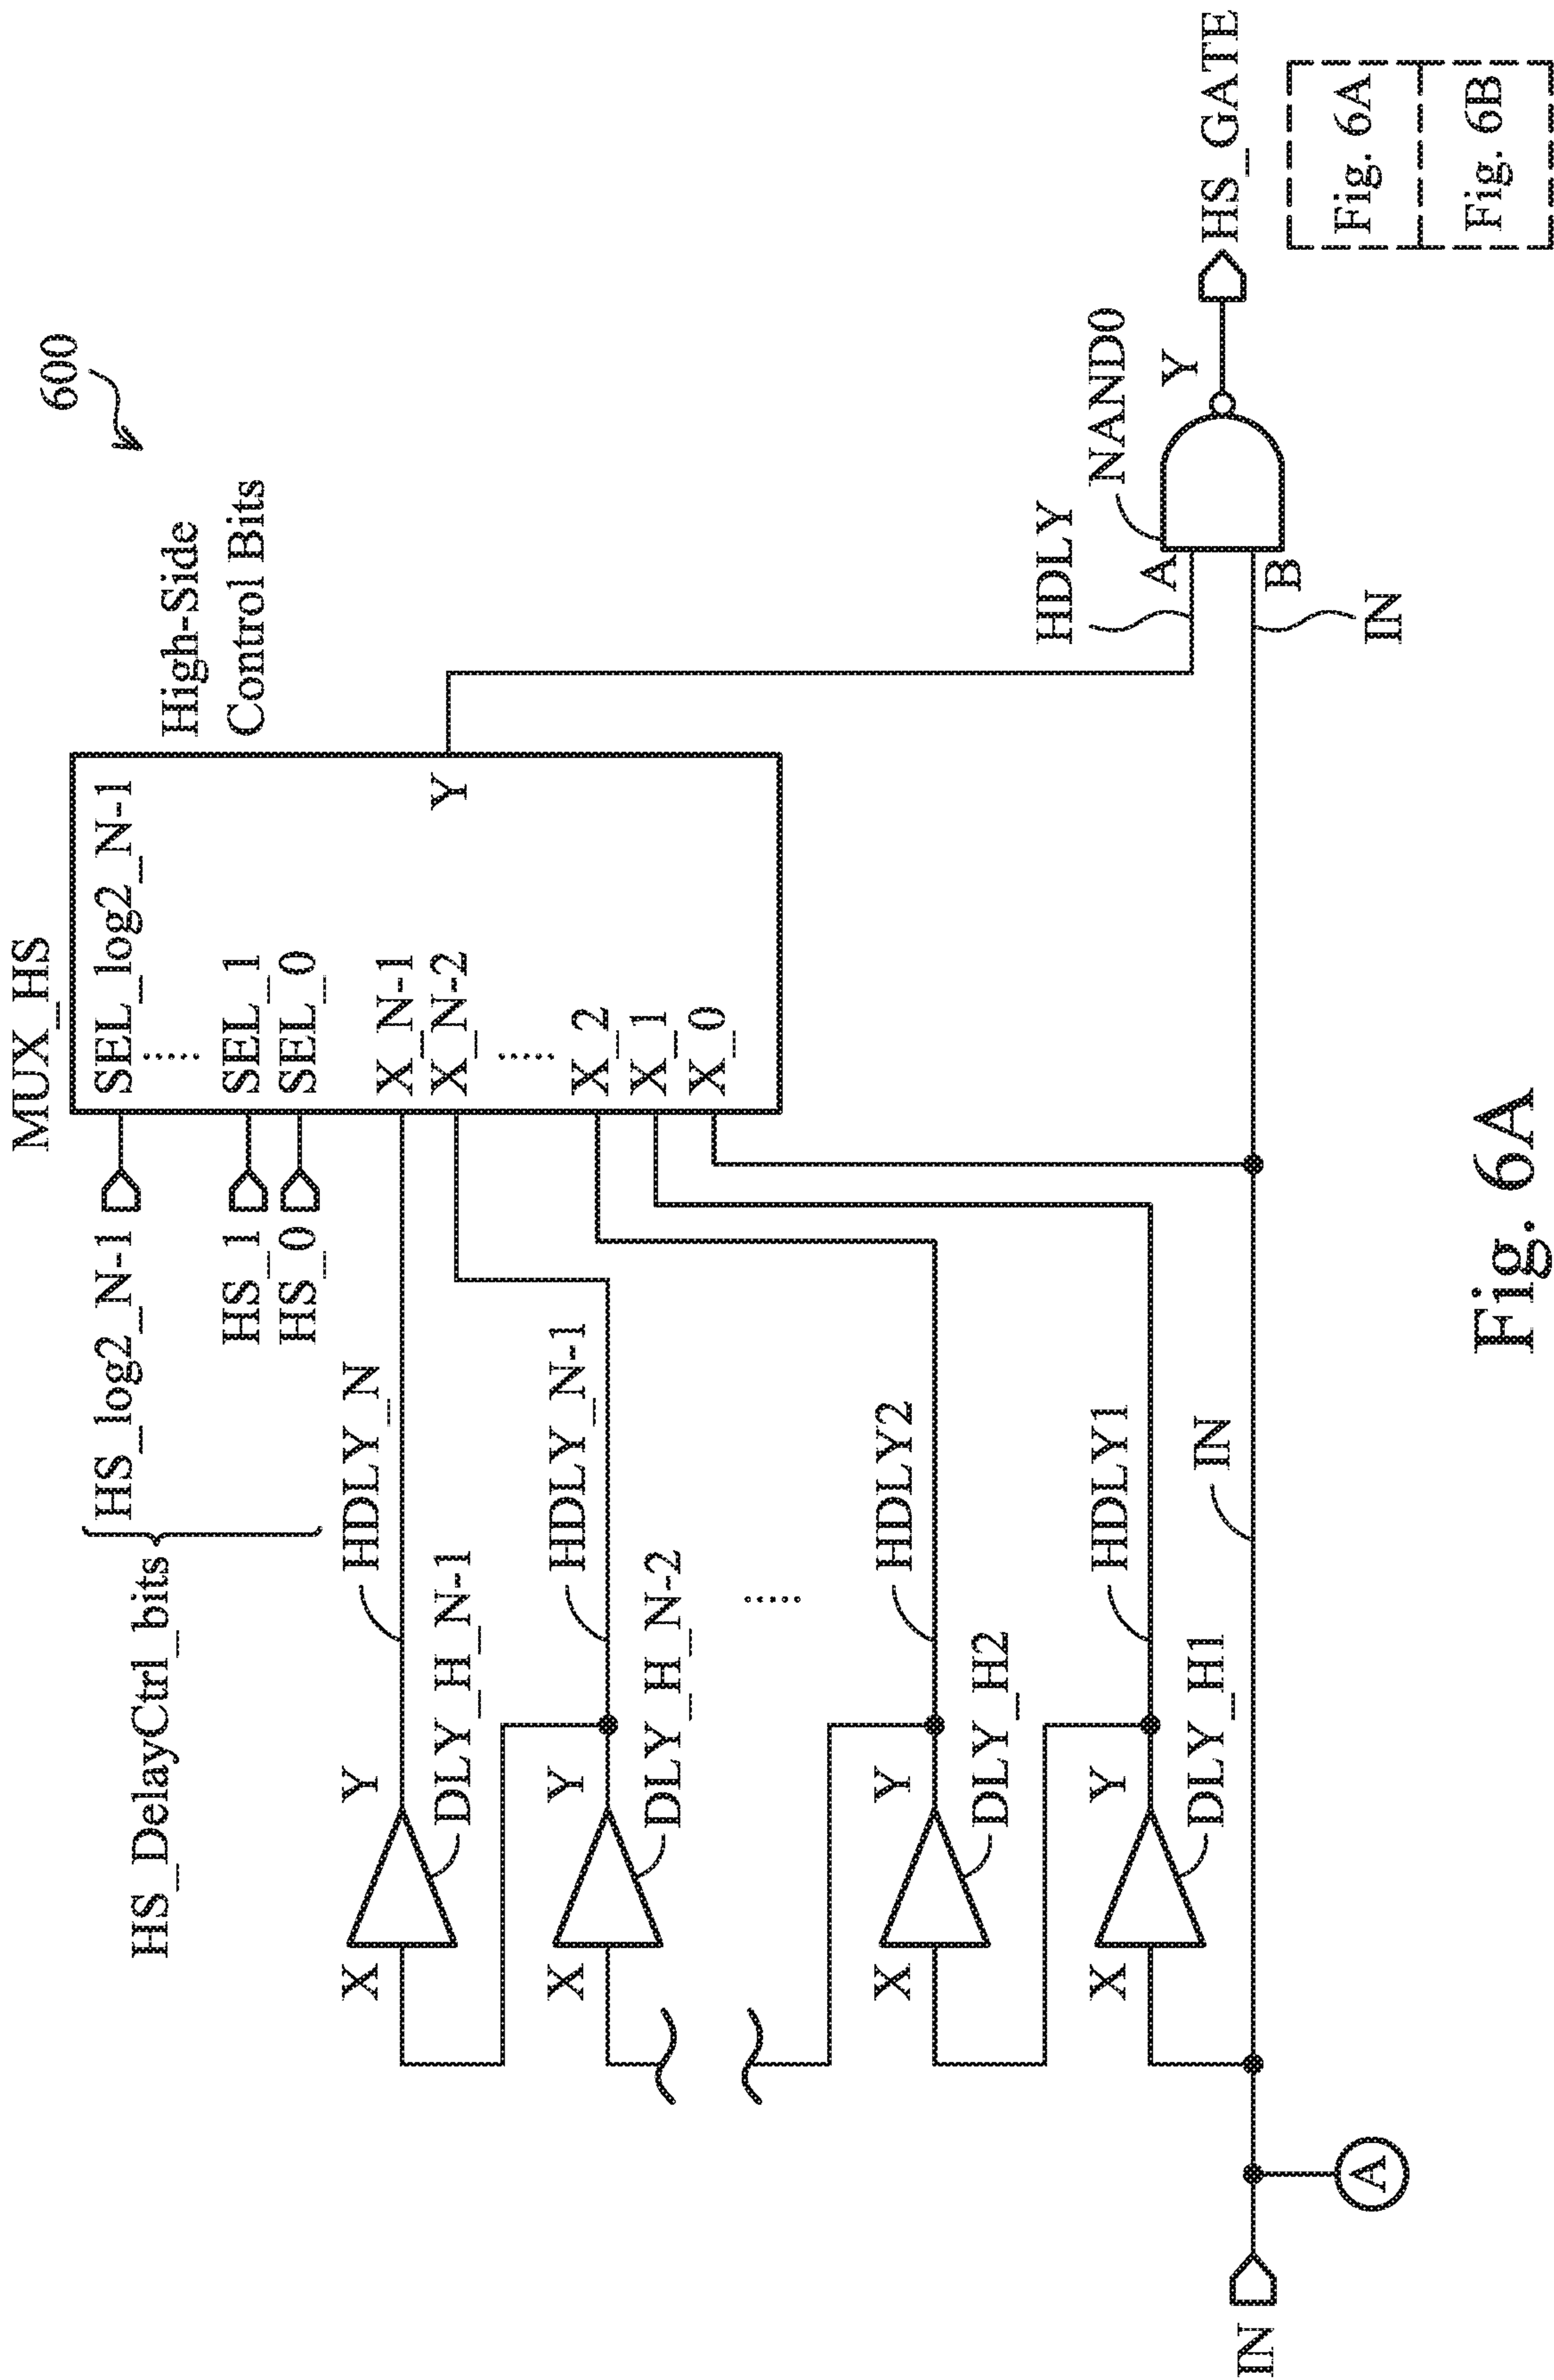 600
MUX_HS
High-Side
Control Bits
HS_DelayCtrl_bits
HS_log2_N-1
HS_1
HS_0
SEL_log2_N-1
.....
SEL_1
SEL_0
X_N-1
X_N-2
.....
X_2
X_1
X_0
Y
X
Y
HDLY_N
DLY_H_N-1
X
Y
HDLY_N-1
DLY_H_N-2
.....
X
Y
HDLY2
DLY_H2
X
Y
HDLY1
DLY_H1
IN
IN
A
HDLY
NAND0
A
B
Y
IN
HS_GATE
Fig. 6A
Fig. 6B
Fig. 6A